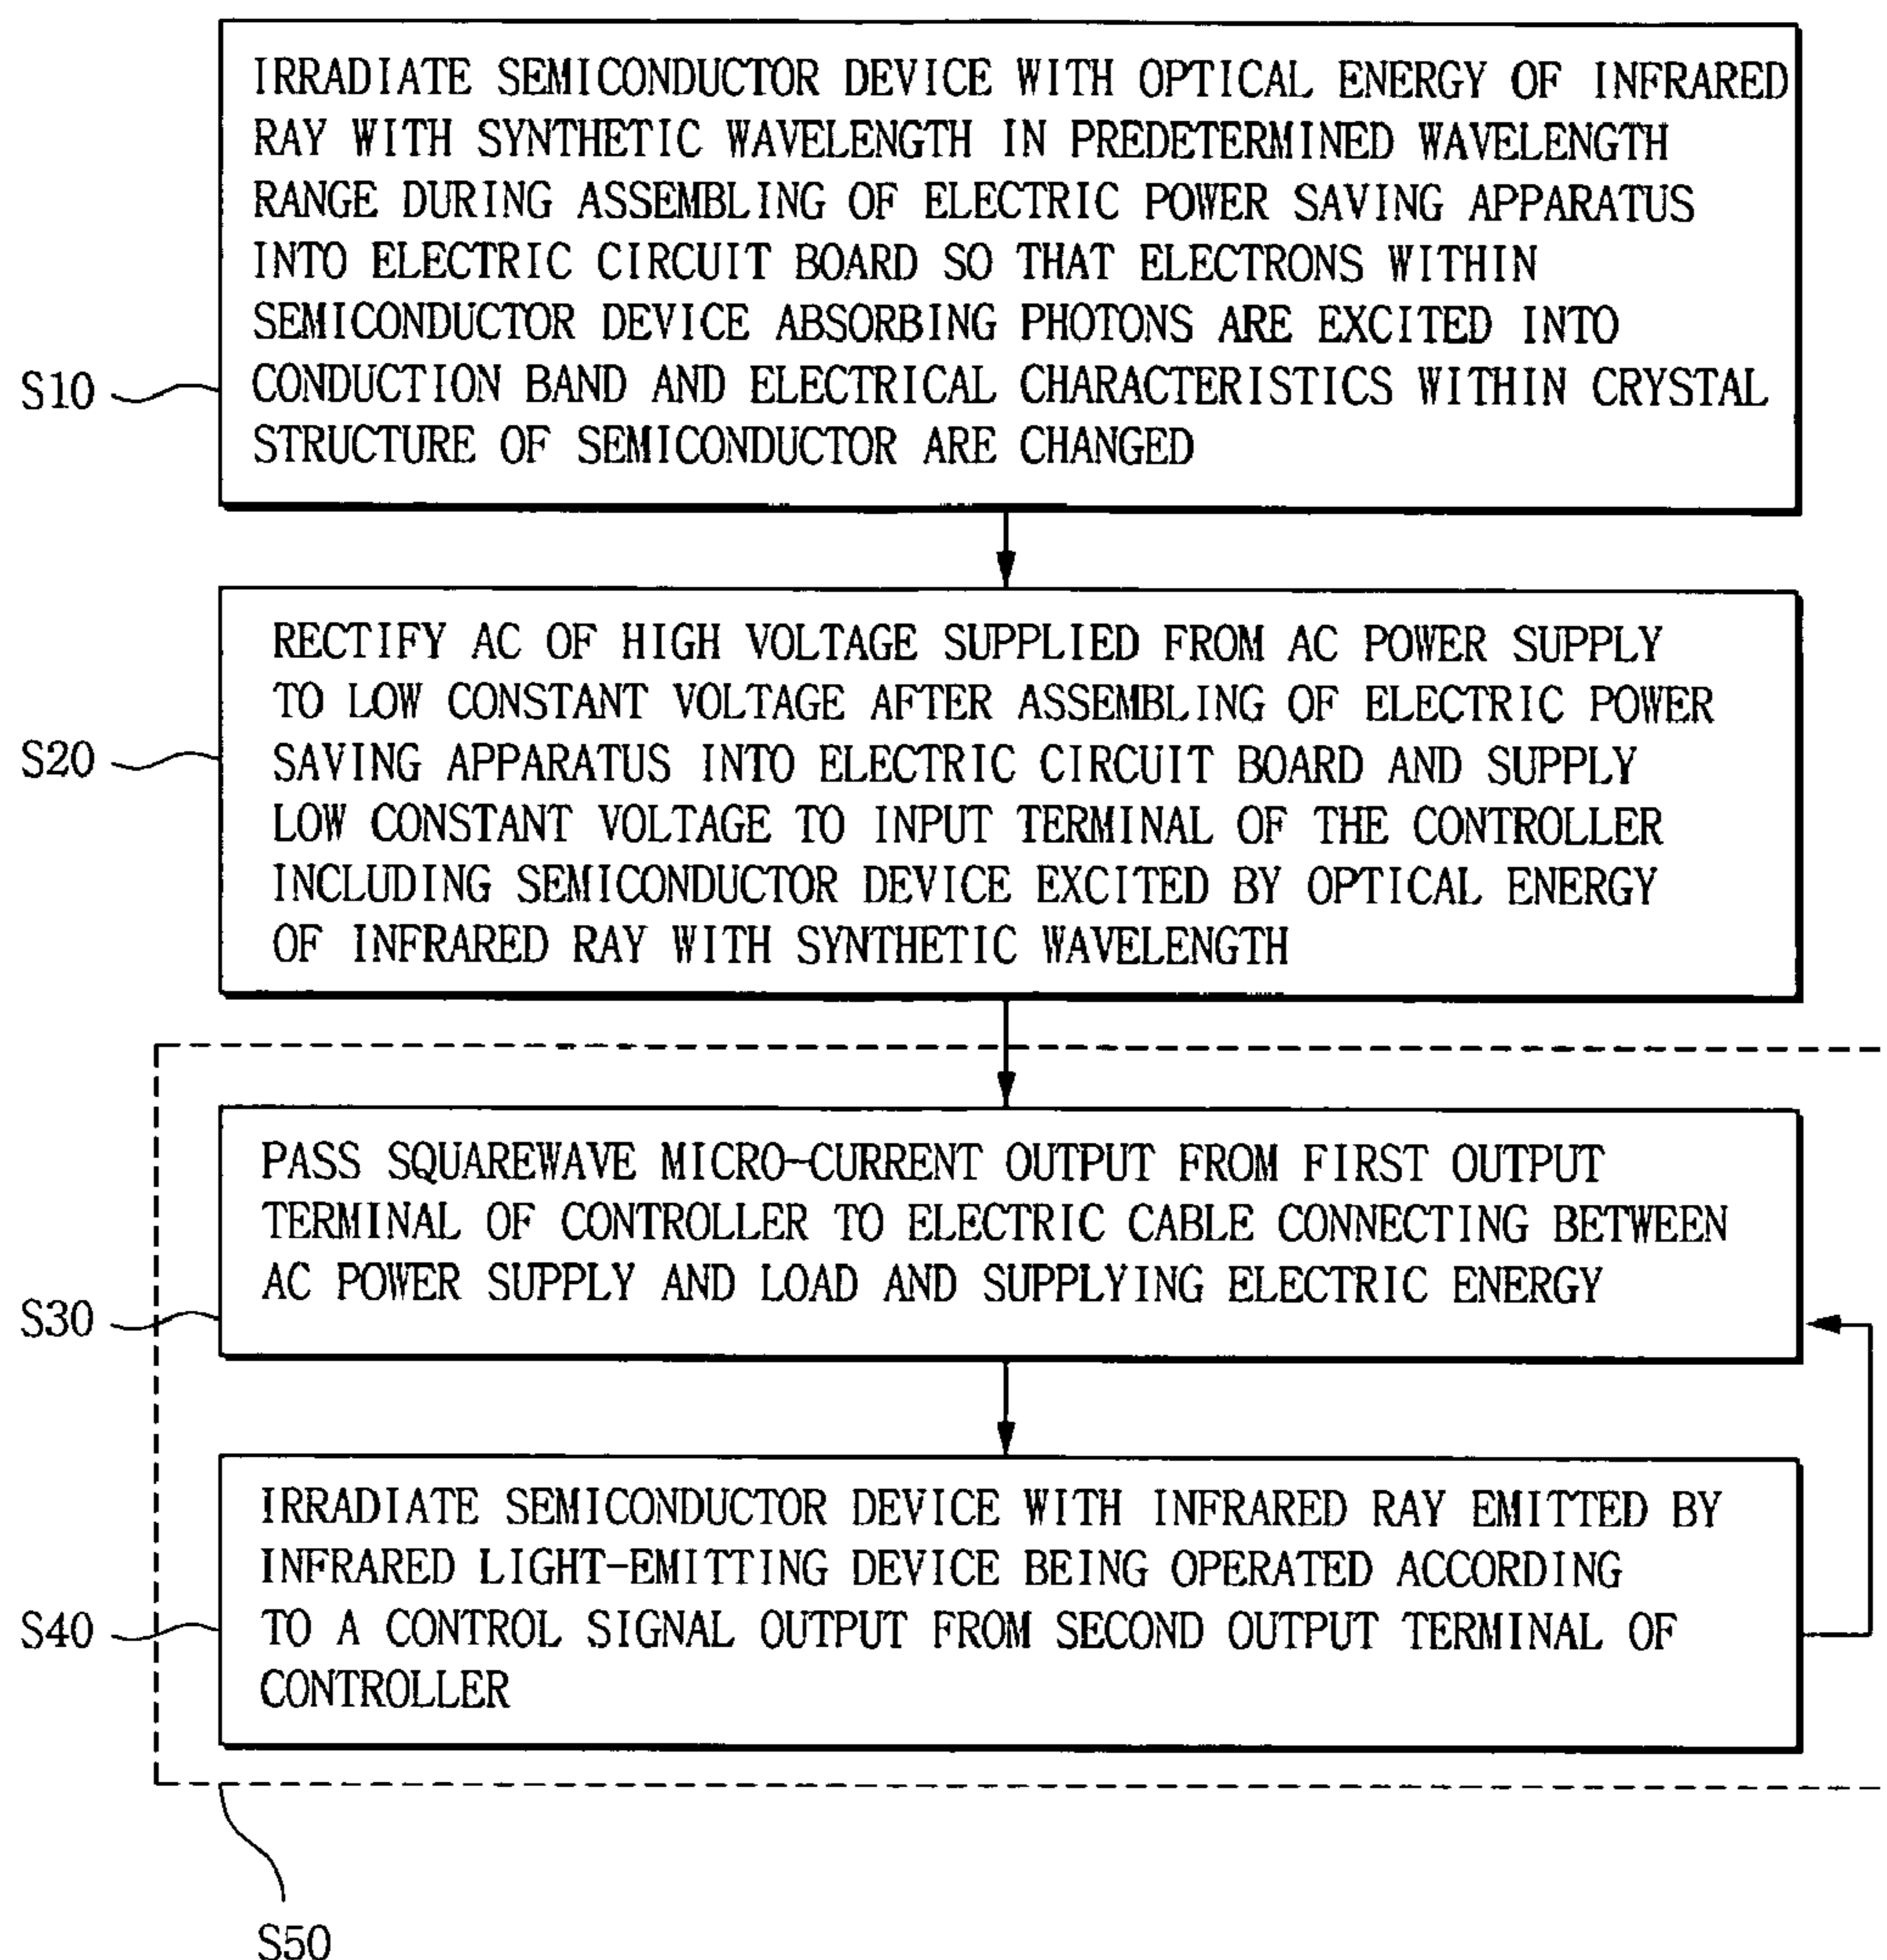 IRRADIATE SEMICONDUCTOR DEVICE WITH OPTICAL ENERGY OF INFRARED
RAY WITH SYNTHETIC WAVELENGTH IN PREDETERMINED WAVELENGTH
RANGE DURING ASSEMBLING OF ELECTRIC POWER SAVING APPARATUS
INTO ELECTRIC CIRCUIT BOARD SO THAT ELECTRONS WITHIN
SEMICONDUCTOR DEVICE ABSORBING PHOTONS ARE EXCITED INTO
CONDUCTION BAND AND ELECTRICAL CHARACTERISTICS WITHIN CRYSTAL
STRUCTURE OF SEMICONDUCTOR ARE CHANGED
S10
RECTIFY AC OF HIGH VOLTAGE SUPPLIED FROM AC POWER SUPPLY
TO LOW CONSTANT VOLTAGE AFTER ASSEMBLING OF ELECTRIC POWER
SAVING APPARATUS INTO ELECTRIC CIRCUIT BOARD AND SUPPLY
LOW CONSTANT VOLTAGE TO INPUT TERMINAL OF THE CONTROLLER
INCLUDING SEMICONDUCTOR DEVICE EXCITED BY OPTICAL ENERGY
OF INFRARED RAY WITH SYNTHETIC WAVELENGTH
S20
PASS SQUAREWAVE MICRO-CURRENT OUTPUT FROM FIRST OUTPUT
TERMINAL OF CONTROLLER TO ELECTRIC CABLE CONNECTING BETWEEN
AC POWER SUPPLY AND LOAD AND SUPPLYING ELECTRIC ENERGY
S30
IRRADIATE SEMICONDUCTOR DEVICE WITH INFRARED RAY EMITTED BY
INFRARED LIGHT-EMITTING DEVICE BEING OPERATED ACCORDING
TO A CONTROL SIGNAL OUTPUT FROM SECOND OUTPUT TERMINAL OF
CONTROLLER
S40
S50